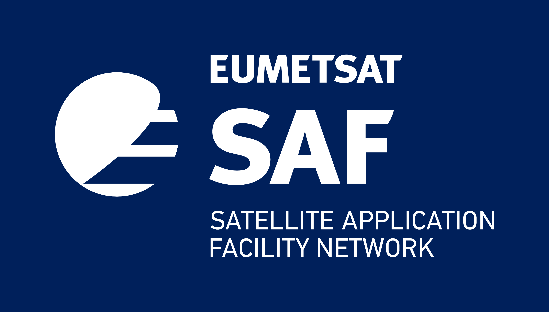 EUMETSAT
SAF
SATELLITE APPLICATION
FACILITY NETWORK